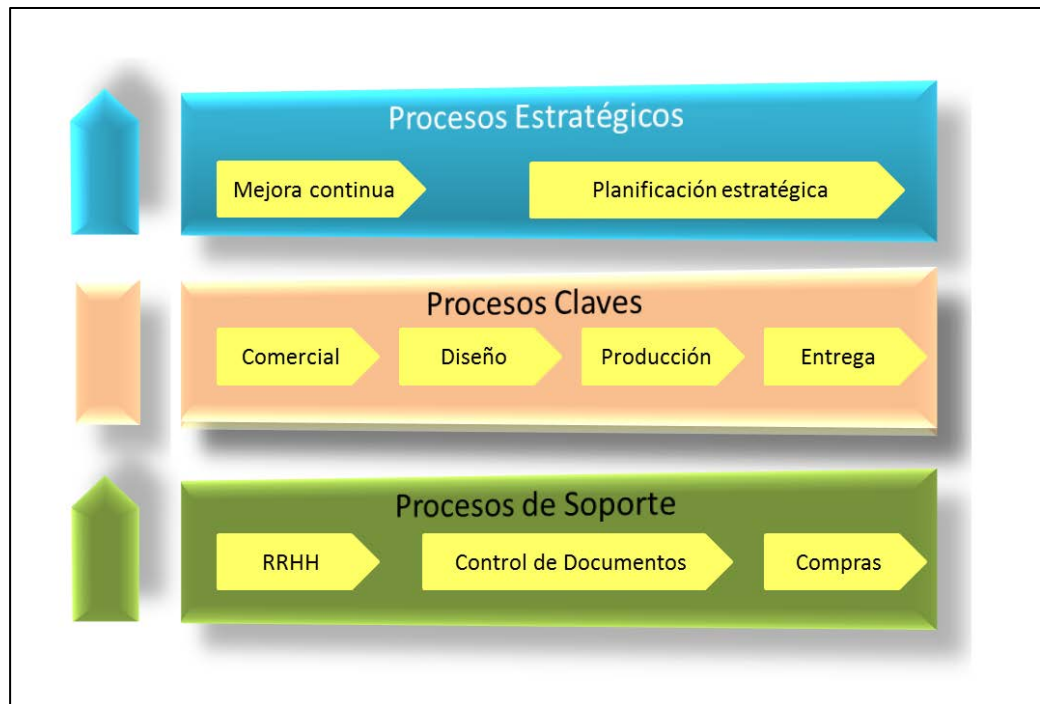 Procesos Estratégicos
Mejora continua
Planificación estratégica
Procesos Claves
Comercial
Diseño
Producción
Entrega
Procesos de Soporte
RRHH
Control de Documentos
Compras